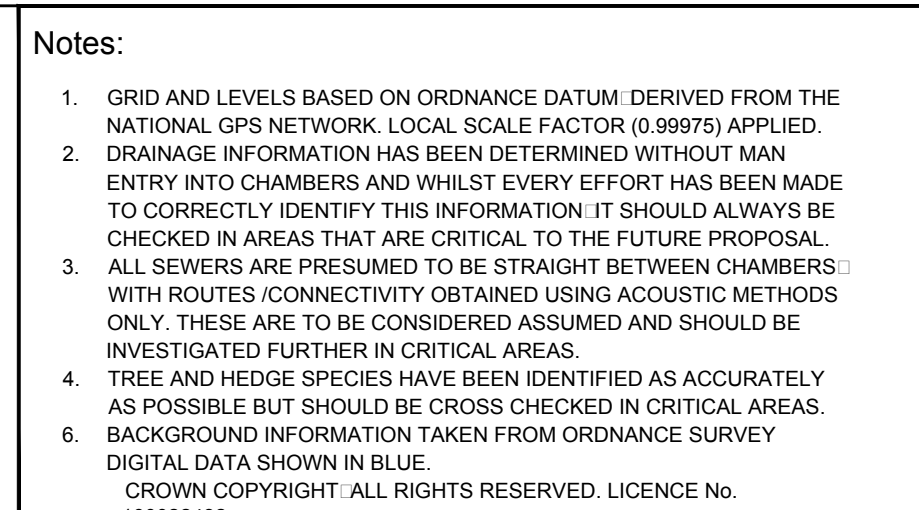 Notes:
1. GRID AND LEVELS BASED ON ORDNANCE DATUM□DERIVED FROM THE
NATIONAL GPS NETWORK. LOCAL SCALE FACTOR (0.99975) APPLIED.
2. DRAINAGE INFORMATION HAS BEEN DETERMINED WITHOUT MAN
ENTRY INTO CHAMBERS AND WHILST EVERY EFFORT HAS BEEN MADE
TO CORRECTLY IDENTIFY THIS INFORMATION□IT SHOULD ALWAYS BE
CHECKED IN AREAS THAT ARE CRITICAL TO THE FUTURE PROPOSAL.
3. ALL SEWERS ARE PRESUMED TO BE STRAIGHT BETWEEN CHAMBERS□
WITH ROUTES /CONNECTIVITY OBTAINED USING ACOUSTIC METHODS
ONLY. THESE ARE TO BE CONSIDERED ASSUMED AND SHOULD BE
INVESTIGATED FURTHER IN CRITICAL AREAS.
4. TREE AND HEDGE SPECIES HAVE BEEN IDENTIFIED AS ACCURATELY
AS POSSIBLE BUT SHOULD BE CROSS CHECKED IN CRITICAL AREAS.
6. BACKGROUND INFORMATION TAKEN FROM ORDNANCE SURVEY
DIGITAL DATA SHOWN IN BLUE.
CROWN COPYRIGHT□ALL RIGHTS RESERVED. LICENCE No.